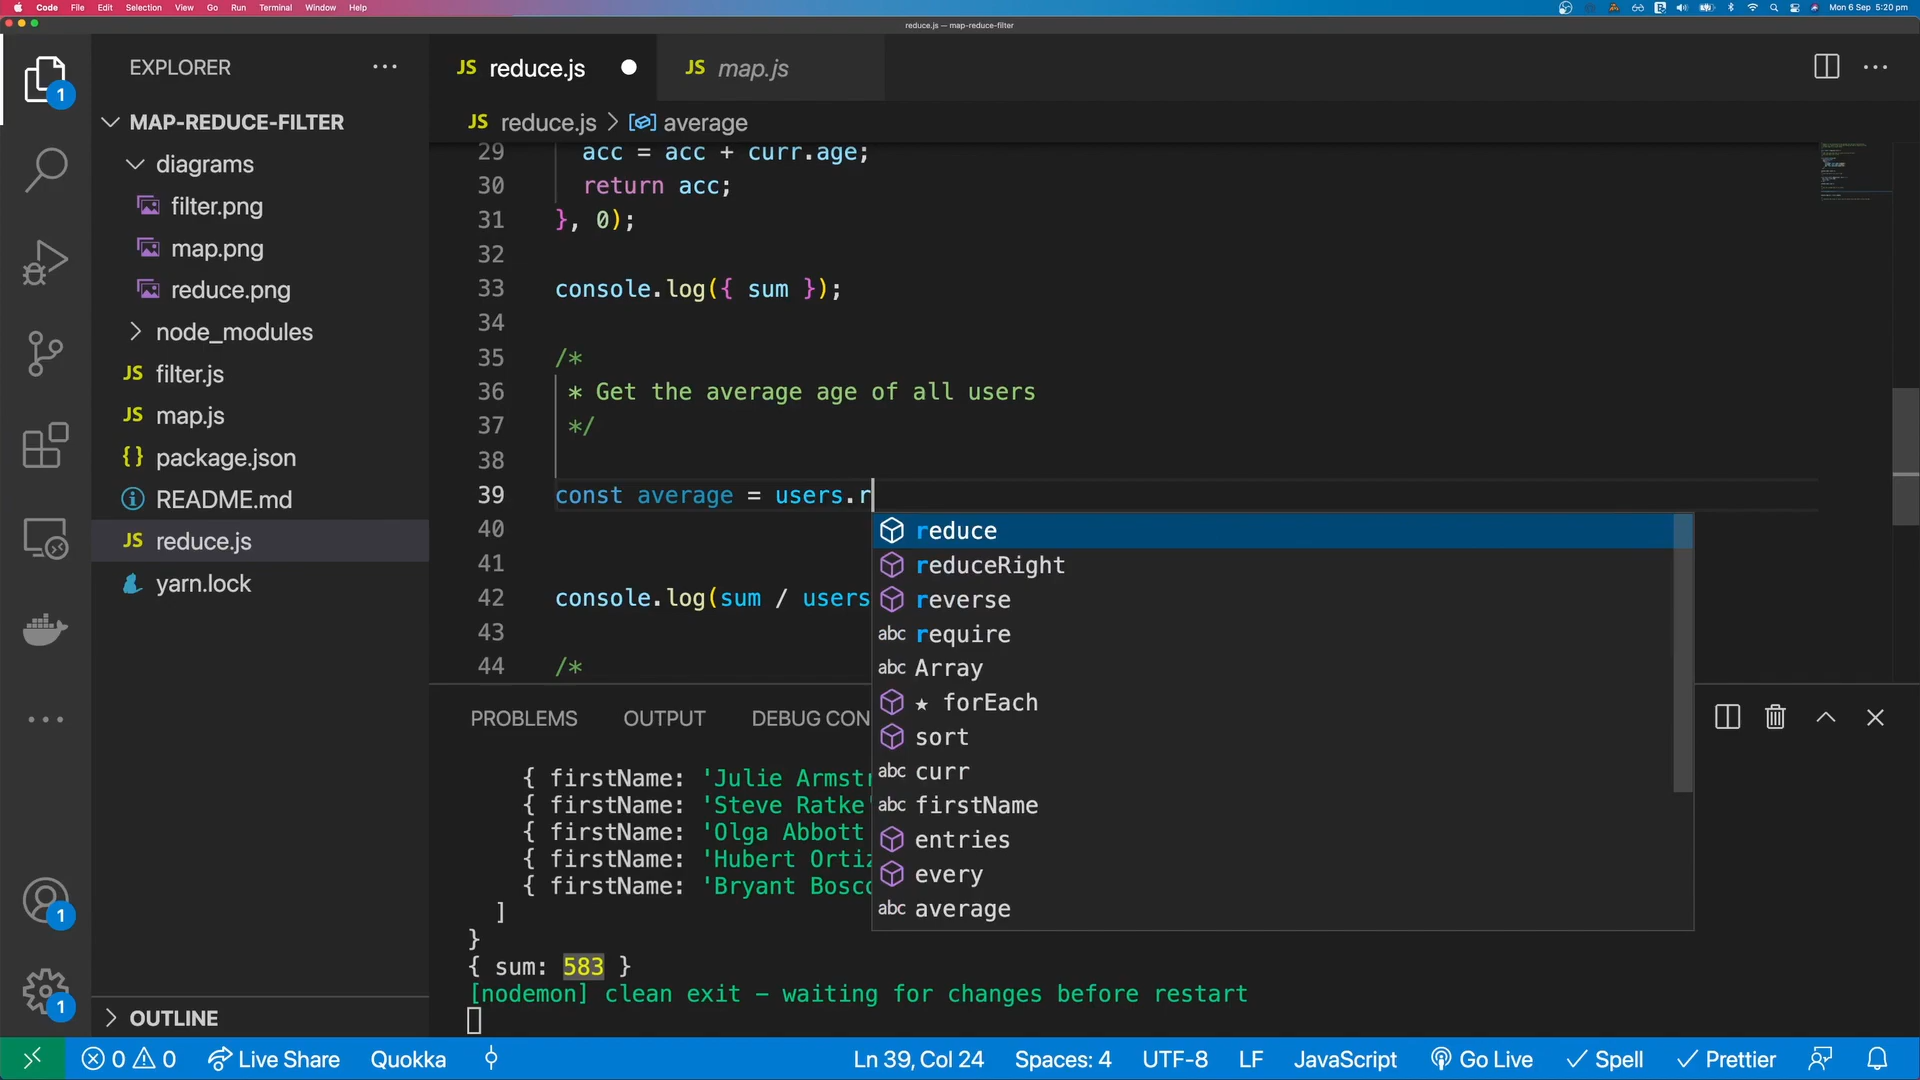 Code File Edit Selection View Go Run Terminal Window Help Mon 6 Sep 5:20 pm
reduce.js — map-reduce-filter
EXPLORER ···
1
MAP-REDUCE-FILTER
diagrams
filter.png
map.png
reduce.png
node_modules
JS filter.js
JS map.js
{} package.json
README.md
JS reduce.js
yarn.lock
1
1
OUTLINE
JS reduce.js
JS map.js
JS reduce.js > average
29 acc = acc + curr.age;
30 return acc;
31 }, 0);
32
33 console.log({ sum });
34
35 /*
36 * Get the average age of all users
37 */
38
39 const average = users.r
40
41
42 console.log(sum / users
43
44 /*
reduce
reduceRight
reverse
abc require
abc Array
★ forEach
sort
abc curr
abc firstName
entries
every
abc average
PROBLEMS OUTPUT DEBUG CON
{ firstName: 'Julie Armst
{ firstName: 'Steve Ratke'
{ firstName: 'Olga Abbott
{ firstName: 'Hubert Ortiz
{ firstName: 'Bryant Bosco
]
}
{ sum: 583 }
[nodemon] clean exit – waiting for changes before restart
0 0 Live Share Quokka Ln 39, Col 24 Spaces: 4 UTF-8 LF JavaScript Go Live Spell Prettier